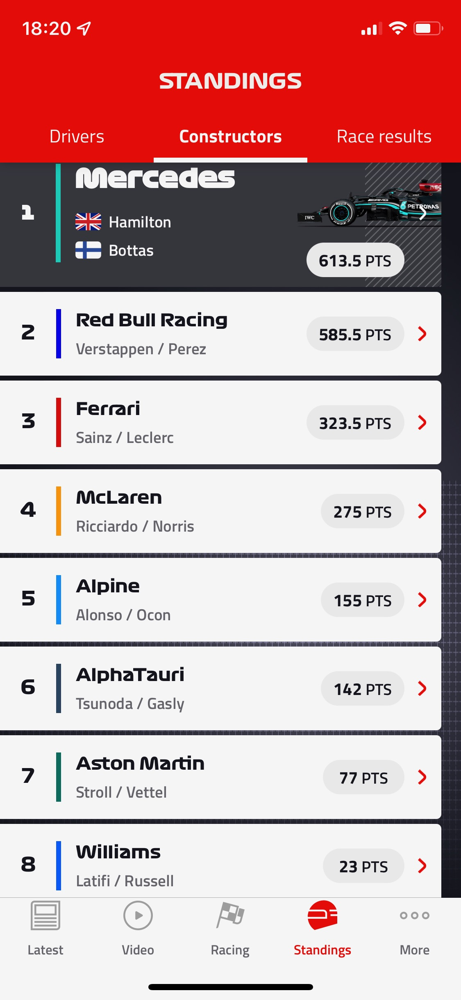 18:20
STANDINGS
Drivers Constructors Race results
1
Mercedes
Hamilton
Bottas
IWC
AMG
PETRONAS
613.5 PTS
2
Red Bull Racing
Verstappen / Perez
585.5 PTS
3
Ferrari
Sainz / Leclerc
323.5 PTS
4
McLaren
Ricciardo / Norris
275 PTS
5
Alpine
Alonso / Ocon
155 PTS
6
AlphaTauri
Tsunoda / Gasly
142 PTS
7
Aston Martin
Stroll / Vettel
77 PTS
8
Williams
Latifi / Russell
23 PTS
Latest Video Racing Standings More